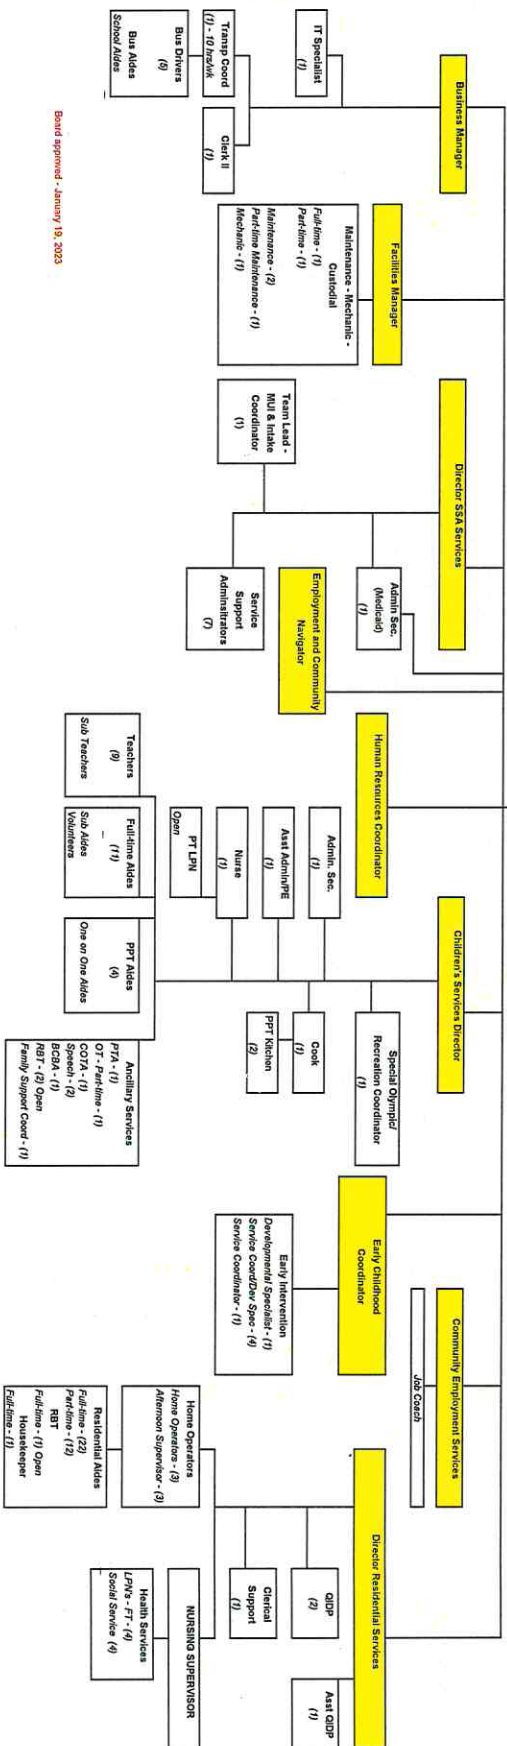 Business Manager
IT Specialist
(1)
Transp Coord
(1) - 10 hrs/wk
Clerk II
(1)
Bus Drivers
(5)
Bus Aides
School Aides
Board approved - January 19, 2023
Facilities Manager
Maintenance - Mechanic -
Custodial
Full-time - (1)
Part-time - (1)
Maintenance - (2)
Part-time Maintenance - (1)
Mechanic - (1)
Director SSA Services
Admin Sec.
(Medicaid)
(1)
Team Lead -
MUI & Intake
Coordinator
(1)
Service
Support
Adminsitrators
(7)
Employment and Community
Navigator
Human Resources Coordinator
Children's Services Director
Special Olympic/
Recreation Coordinator
(1)
Admin. Sec.
(1)
Cook
(1)
Asst Admin/PE
(1)
PPT Kitchen
(2)
Nurse
(1)
PT LPN
Open
Teachers
(9)
Sub Teachers
Full-time Aides
(11)
Sub Aides
Volunteers
PPT Aides
(4)
One on One Aides
Ancillary Services
PTA - (1)
OT - Part-time - (1)
COTA - (1)
Speech - (2)
BCBA - (1)
RBT - (2) Open
Family Support Coord - (1)
Early Childhood
Coordinator
Early Intervention
Developmental Specialist - (1)
Service Coord/Dev Spec - (4)
Service Coordinator - (1)
Community Employment Services
Job Coach
Director Residential Services
QIDP
(2)
Asst QIDP
(1)
Clerical
Support
(1)
Home Operators
Home Operators - (3)
Afternoon Supervisor - (3)
Residential Aides
Full-time - (22)
Part-time - (12)
RBT
Full-time - (1) Open
Housekeeper
Full-time - (1)
NURSING SUPERVISOR
Health Services
LPN's - FT - (4)
Social Service (4)